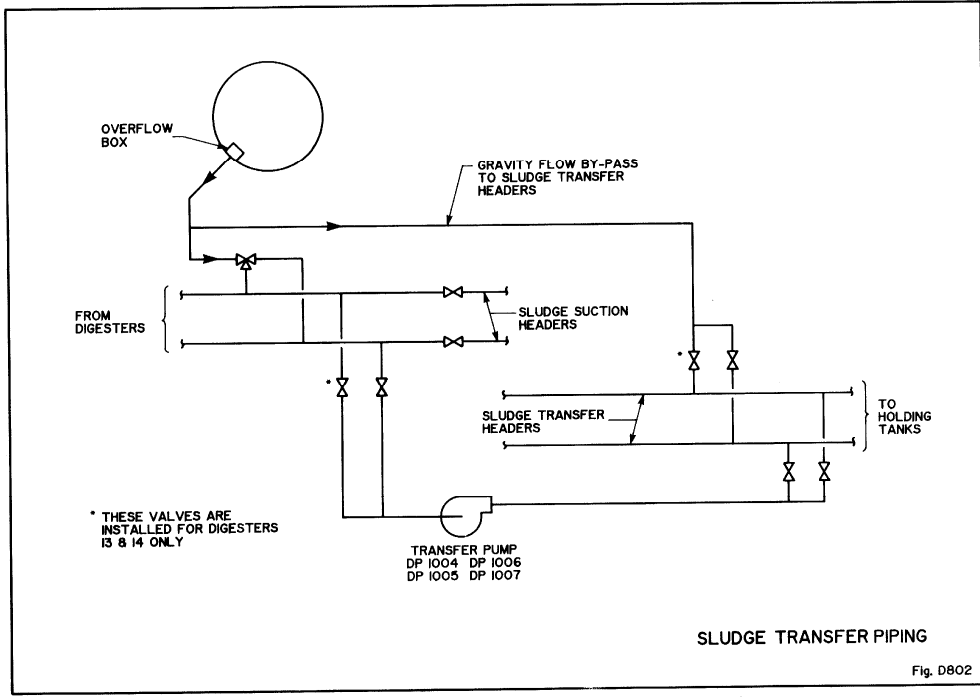 OVERFLOW
BOX
GRAVITY FLOW BY-PASS
TO SLUDGE TRANSFER
HEADERS
FROM
DIGESTERS
SLUDGE SUCTION
HEADERS
*
*
SLUDGE TRANSFER
HEADERS
TO
HOLDING
TANKS
* THESE VALVES ARE
INSTALLED FOR DIGESTERS
13 & 14 ONLY
TRANSFER PUMP
DP 1004 DP 1006
DP 1005 DP 1007
SLUDGE TRANSFER PIPING
Fig. D802